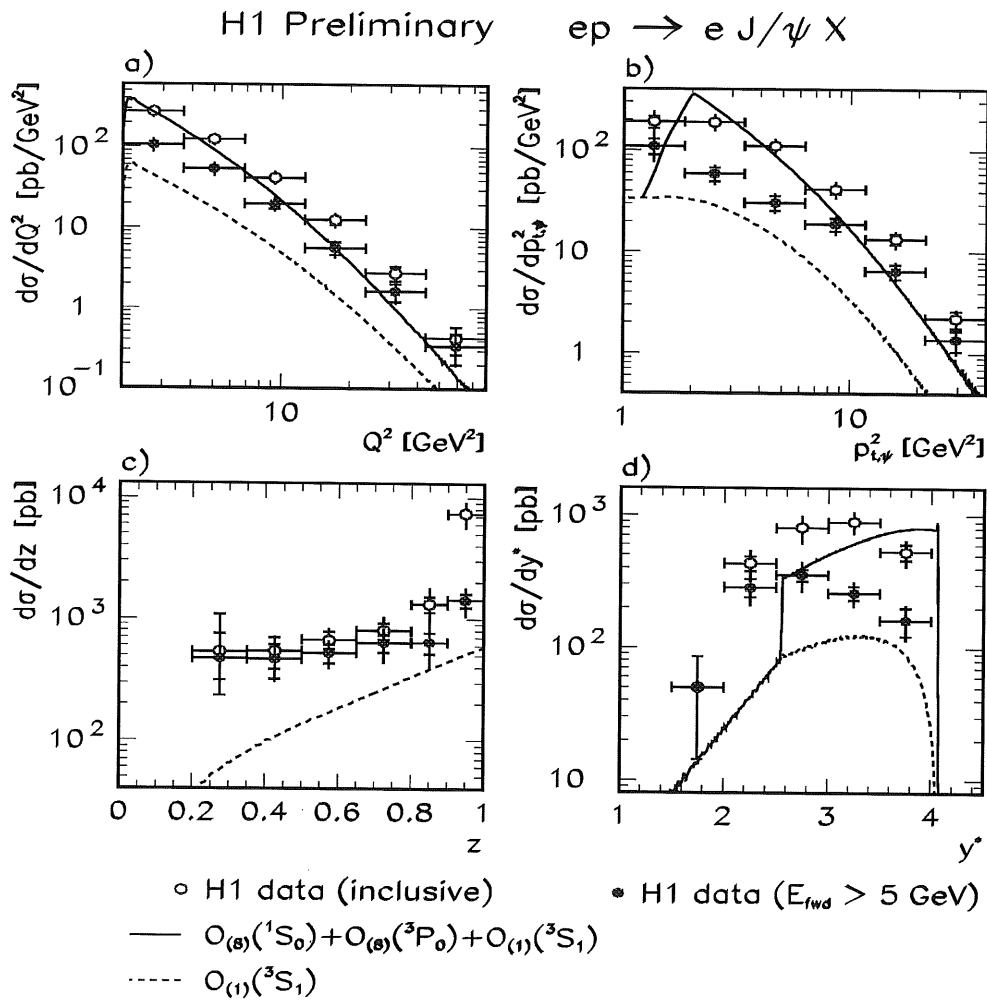 H1 Preliminary ep → e J/ψ X
a)
dσ/dQ² [pb/GeV²]
10²
10
1
10⁻¹
10
Q² [GeV²]
b)
dσ/dp²ₜ,ψ [pb/GeV²]
10²
10
1
1 10
p²ₜ,ψ [GeV²]
c)
dσ/dz [pb]
10⁴
10³
10²
0 0.2 0.4 0.6 0.8 1
z
d)
dσ/dy* [pb]
10³
10²
10
1 2 3 4
y*
H1 data (inclusive)
H1 data (E_fwd > 5 GeV)
O₍₈₎(¹S₀)+O₍₈₎(³P₀)+O₍₁₎(³S₁)
O₍₁₎(³S₁)